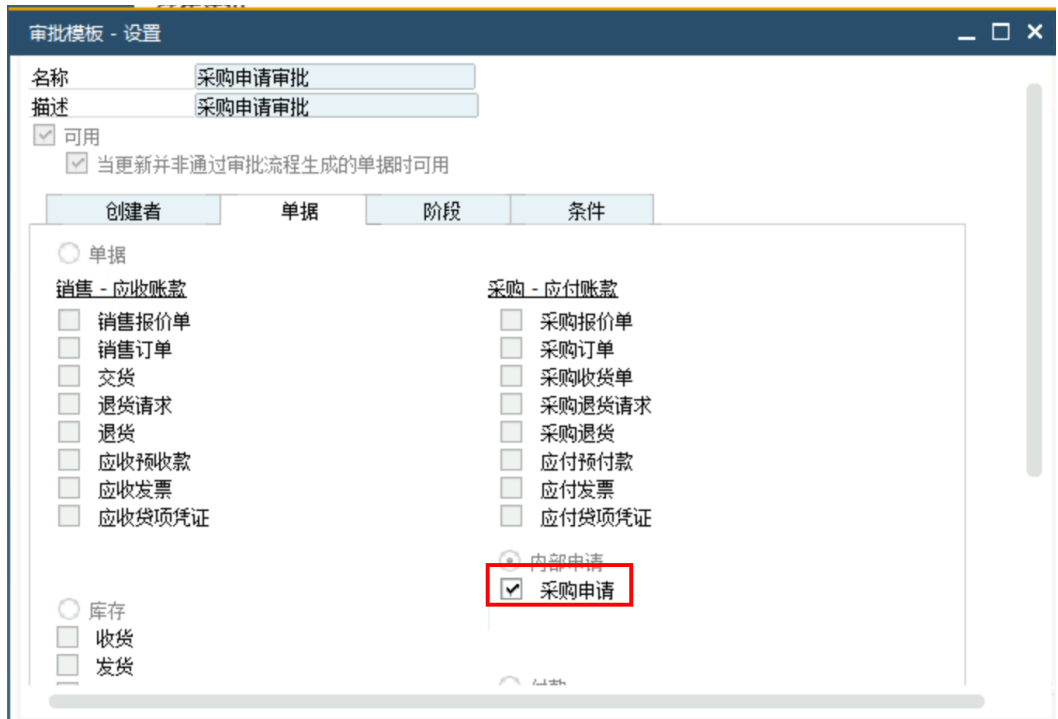 审批模板 - 设置
名称 采购申请审批
描述 采购申请审批
可用
当更新并非通过审批流程生成的单据时可用
创建者 单据 阶段 条件
单据
销售 - 应收账款
销售报价单
销售订单
交货
退货请求
退货
应收预收款
应收发票
应收贷项凭证
采购 - 应付账款
采购报价单
采购订单
采购收货单
采购退货请求
采购退货
应付预付款
应付发票
应付贷项凭证
内部申请
采购申请
库存
收货
发货